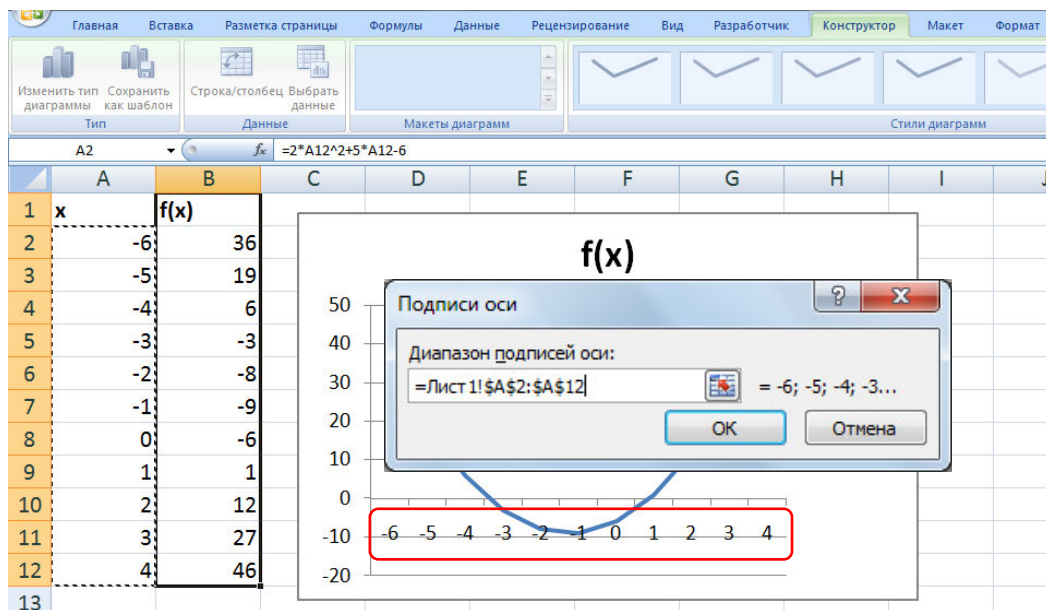 Главная Вставка Разметка страницы Формулы Данные Рецензирование Вид Разработчик Конструктор Макет Формат
Изменить тип диаграммы Сохранить как шаблон Строка/столбец Выбрать данные
Тип Данные Макеты диаграмм Стили диаграмм
A2 fx =2*A12^2+5*A12-6
A B C D E F G H I J
1 x f(x)
2 -6 36
3 -5 19
4 -4 6
5 -3 -3
6 -2 -8
7 -1 -9
8 0 -6
9 1 1
10 2 12
11 3 27
12 4 46
13
f(x)
50
40
30
20
10
0
-10
-20
-6 -5 -4 -3 -2 -1 0 1 2 3 4
Подписи оси
?
Диапазон подписей оси:
=Лист1!$A$2:$A$12 = -6; -5; -4; -3...
ОК Отмена